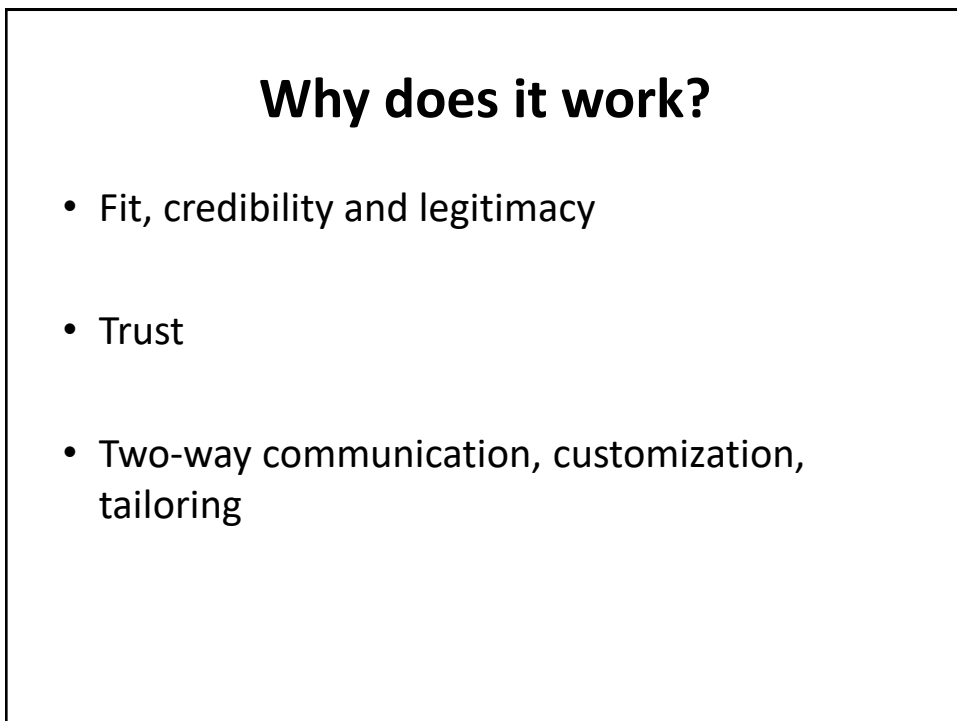 Why does it work?
• Fit, credibility and legitimacy
• Trust
• Two-way communication, customization,
tailoring